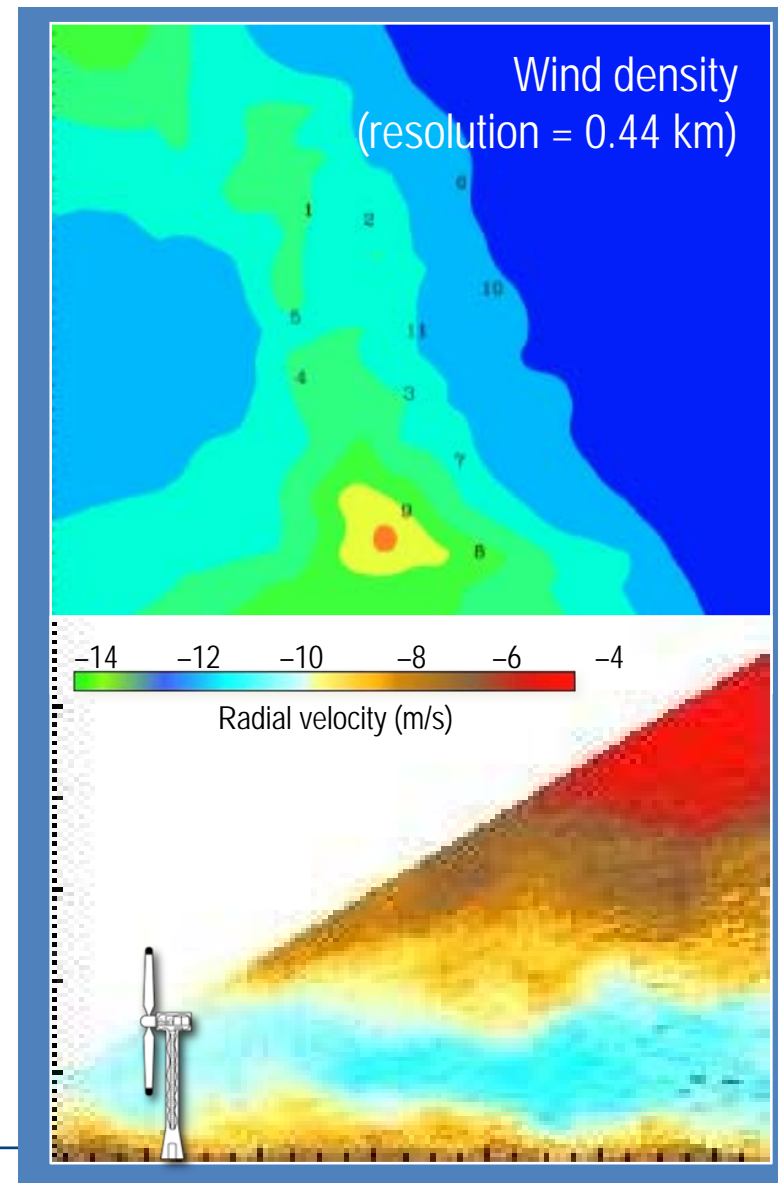 Wind density
(resolution = 0.44 km)
6
1
2
10
5
11
4
3
7
9
8
–14 –12 –10 –8 –6 –4
Radial velocity (m/s)